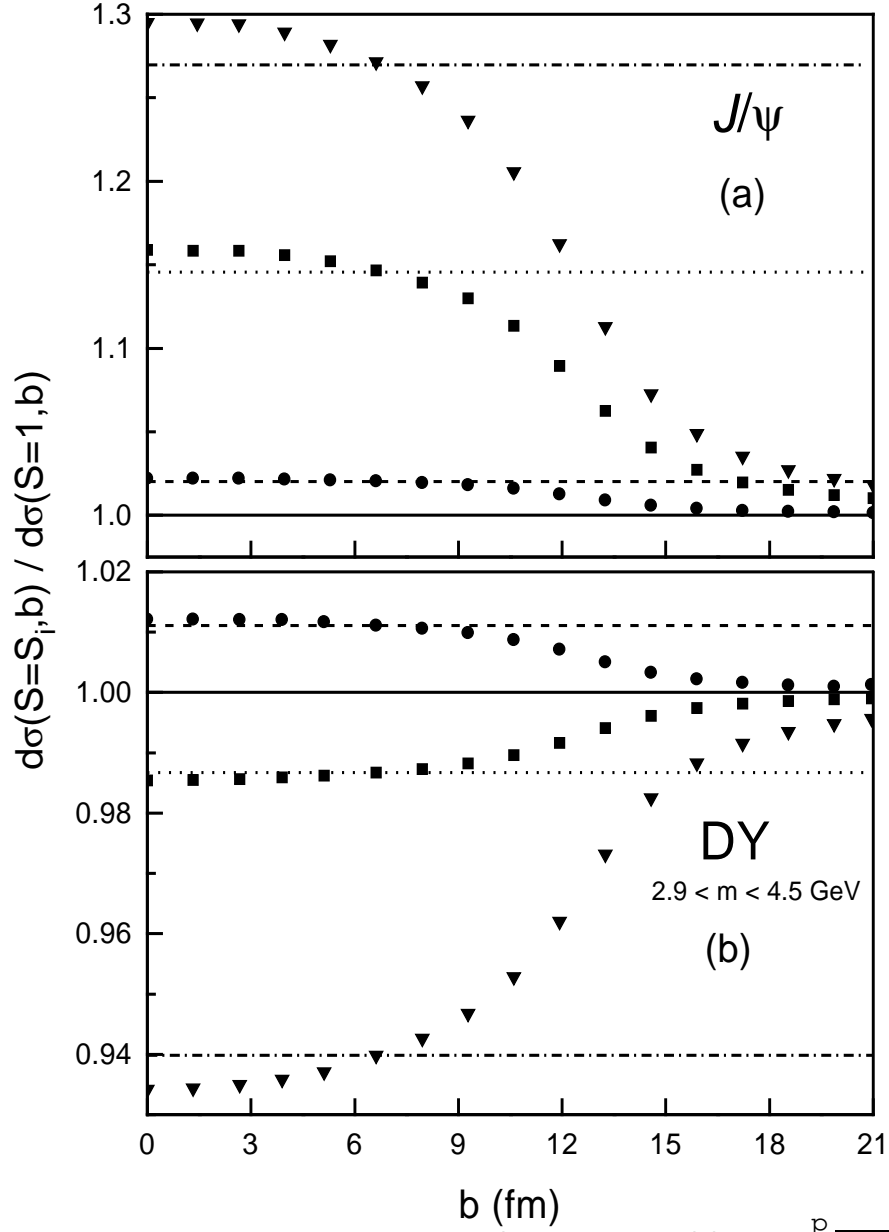 1.3
1.2
1.1
1.0
J/ψ
(a)
dσ(S=Sᵢ,b) / dσ(S=1,b)
1.02
1.00
0.98
0.96
0.94
DY
2.9 < m < 4.5 GeV
(b)
0 3 6 9 12 15 18 21
b (fm)
p